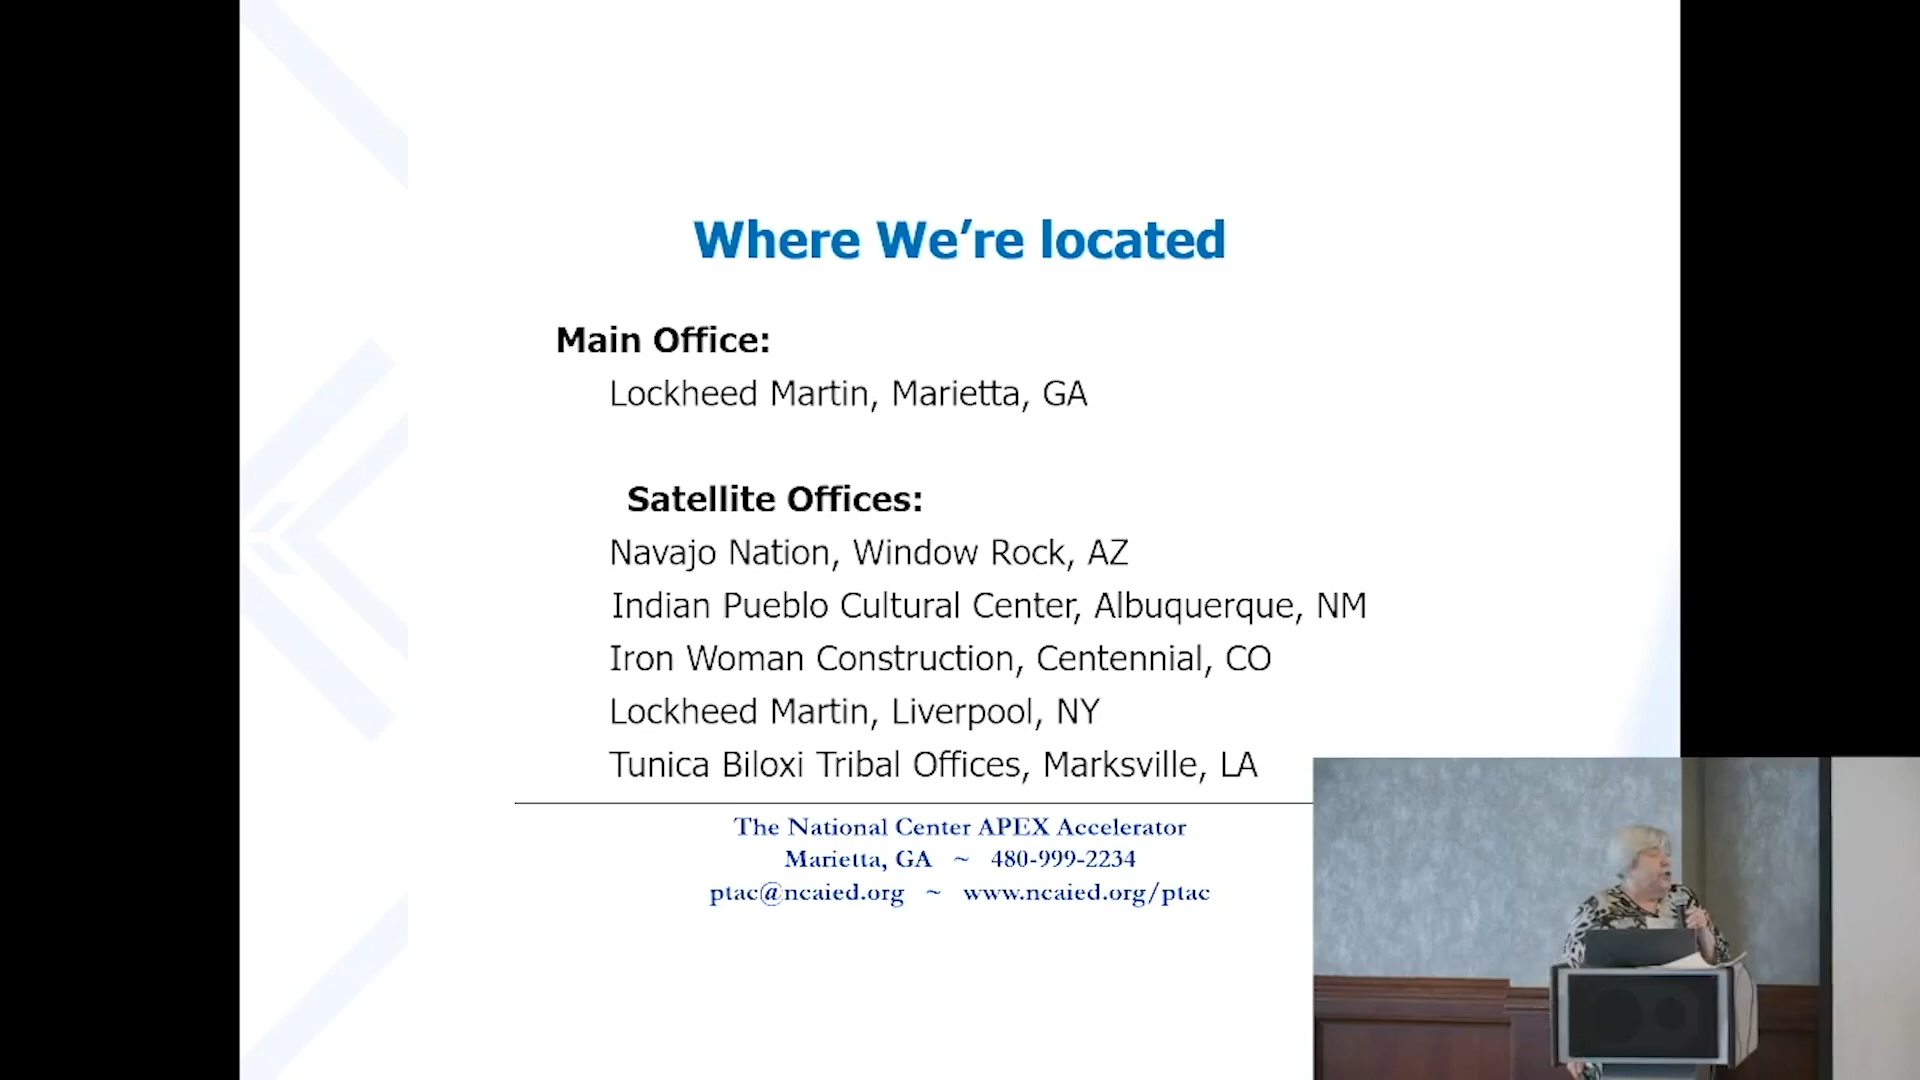 Where We’re located
Main Office:
Lockheed Martin, Marietta, GA
Satellite Offices:
Navajo Nation, Window Rock, AZ
Indian Pueblo Cultural Center, Albuquerque, NM
Iron Woman Construction, Centennial, CO
Lockheed Martin, Liverpool, NY
Tunica Biloxi Tribal Offices, Marksville, LA
The National Center APEX Accelerator
Marietta, GA ~ 480-999-2234
ptac@ncaied.org ~ www.ncaied.org/ptac